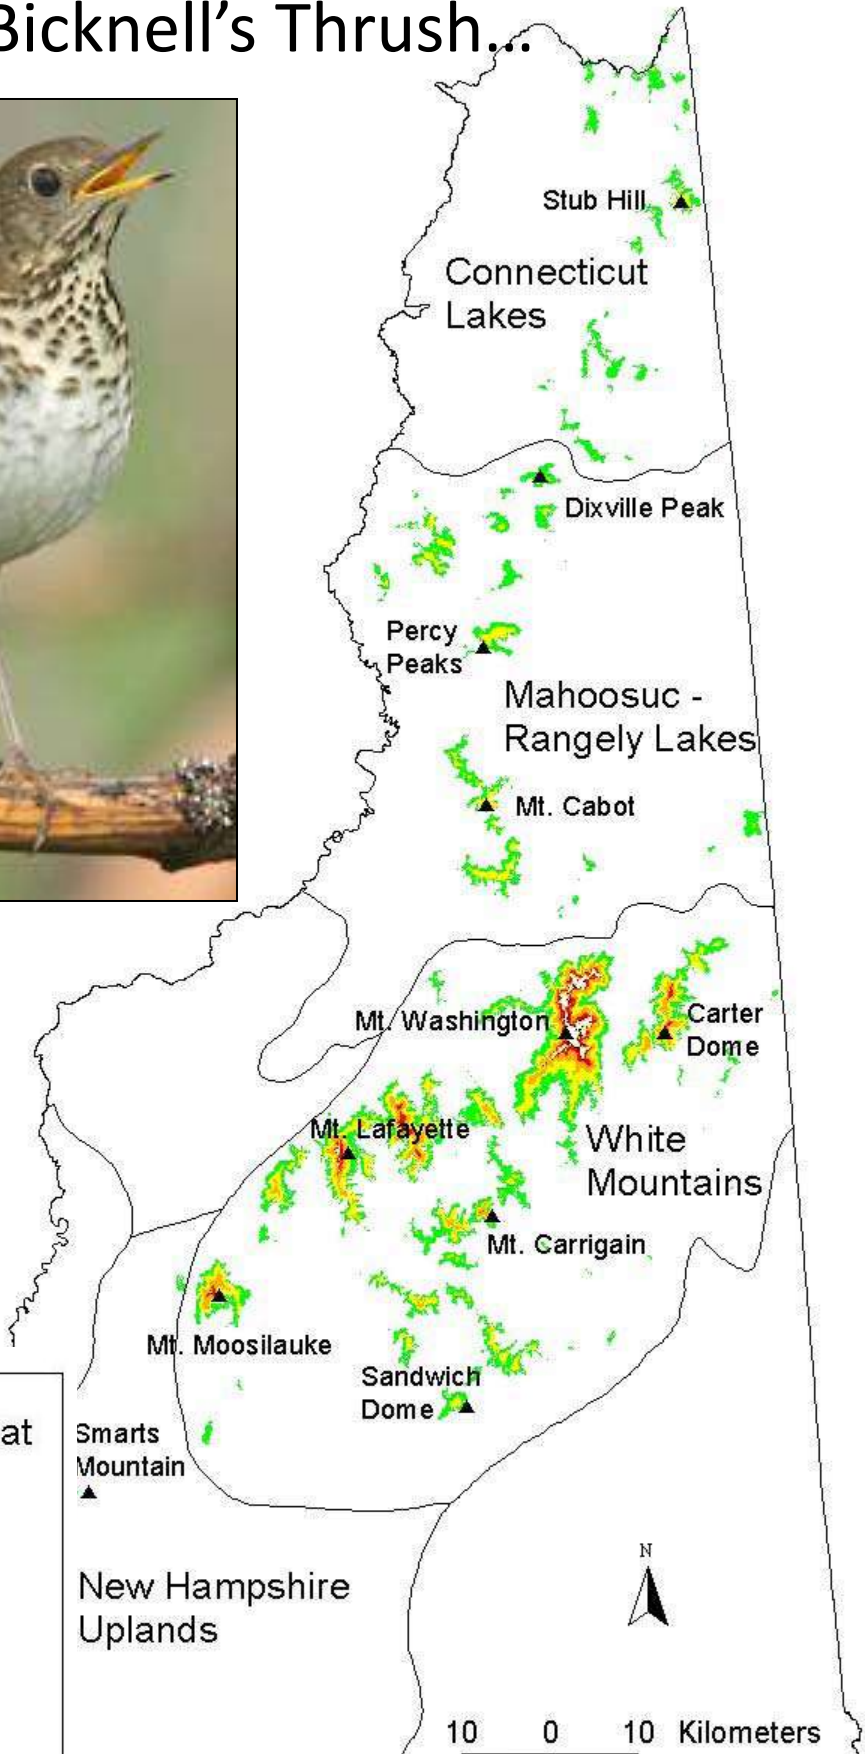 Bicknell's Thrush...
Stub Hill
Connecticut
Lakes
Dixville Peak
Percy
Peaks
Mahoosuc -
Rangely Lakes
Mt. Cabot
Mt. Washington
Carter
Dome
Mt. Lafayette
White
Mountains
Mt. Carrigain
Mt. Moosilauke
Sandwich
Dome
at
Smarts
Mountain
New Hampshire
Uplands
N
10 0 10 Kilometers